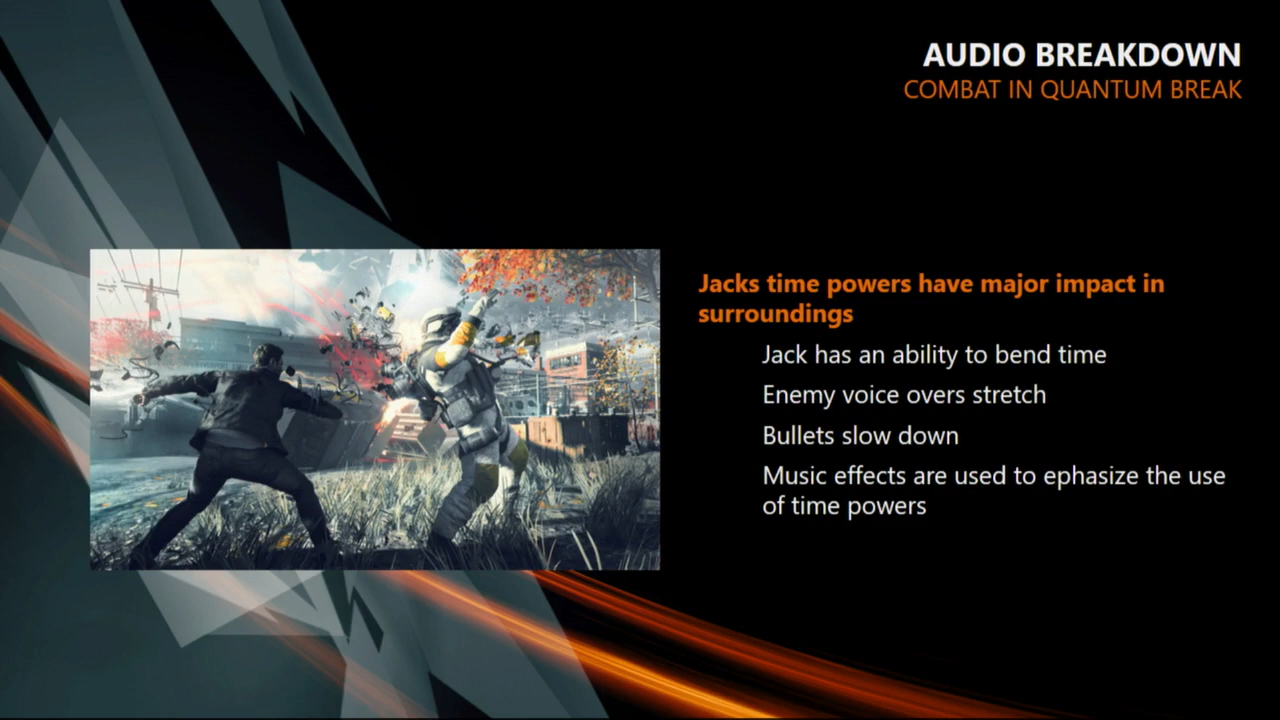 AUDIO BREAKDOWN
COMBAT IN QUANTUM BREAK
Jacks time powers have major impact in
surroundings
Jack has an ability to bend time
Enemy voice overs stretch
Bullets slow down
Music effects are used to ephasize the use
of time powers